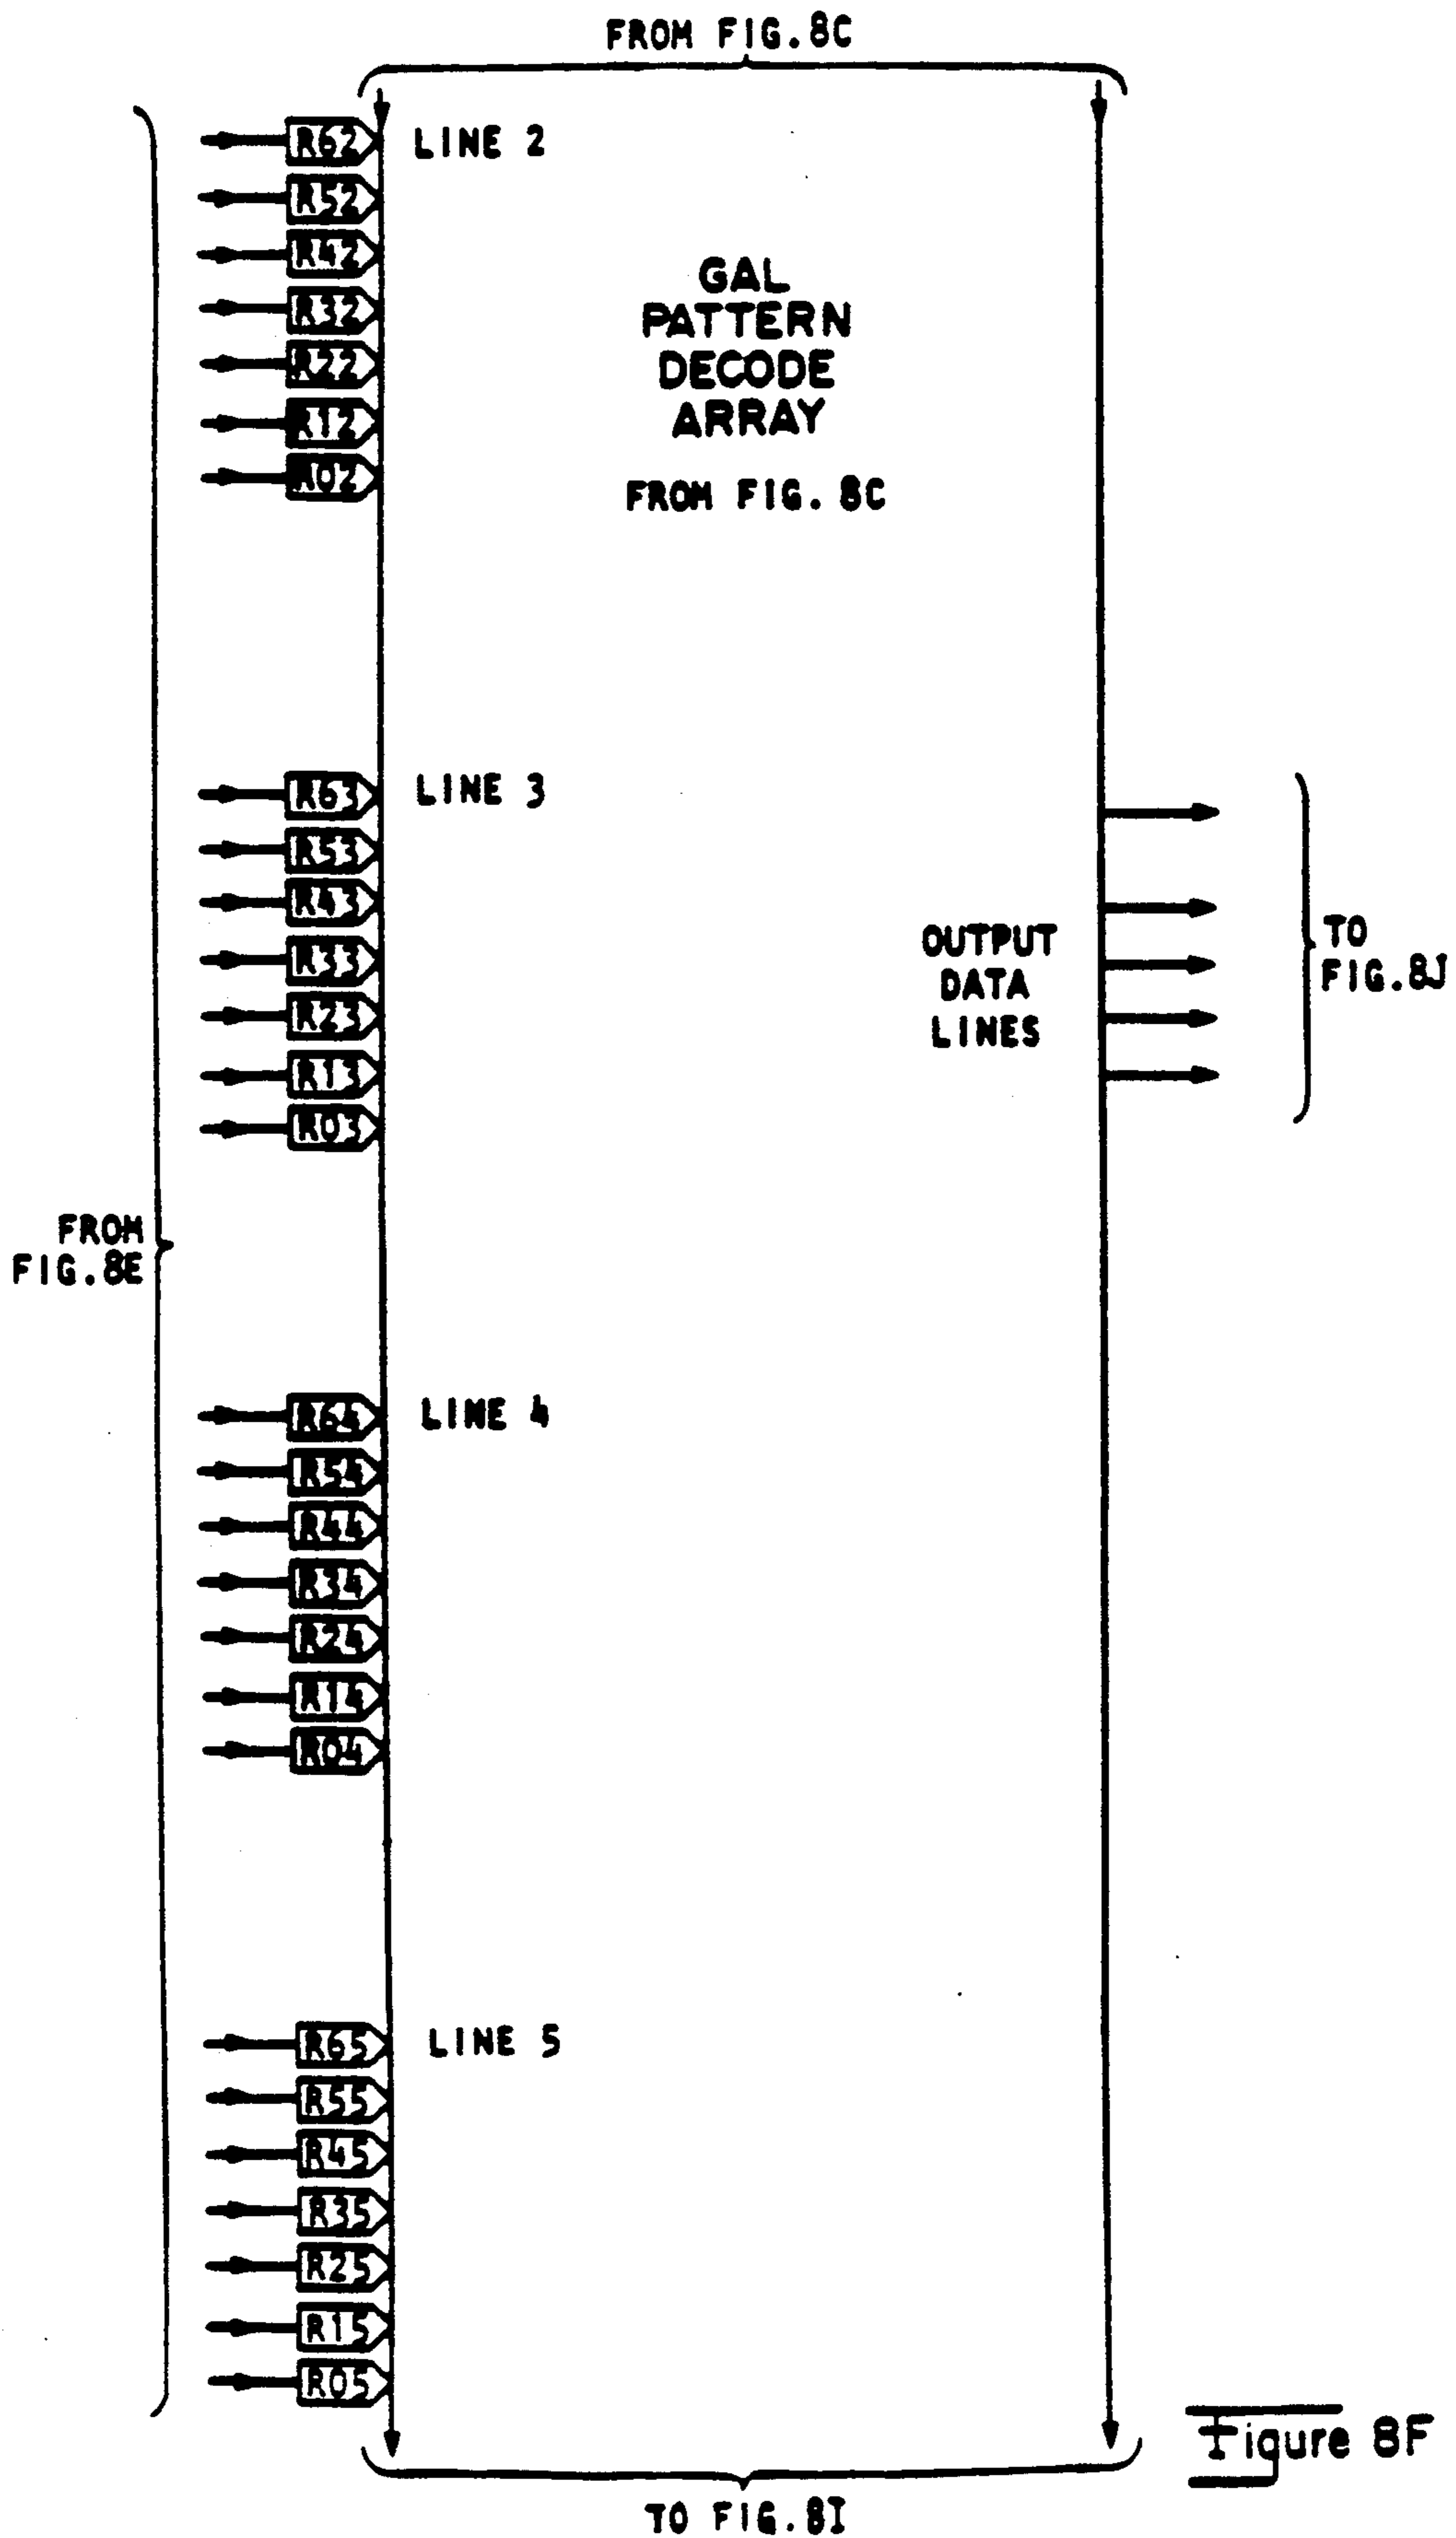 FROM FIG.8C
R62 LINE 2
R52
R42
R32
R22
R12
R02
GAL
PATTERN
DECODE
ARRAY
FROM FIG. 8C
R63 LINE 3
R53
R43
R33
R23
R13
R03
OUTPUT
DATA
LINES
TO
FIG.8J
FROM
FIG.8E
R64 LINE 4
R54
R44
R34
R24
R14
R04
R65 LINE 5
R55
R45
R35
R25
R15
R05
Figure 8F
TO FIG.8I